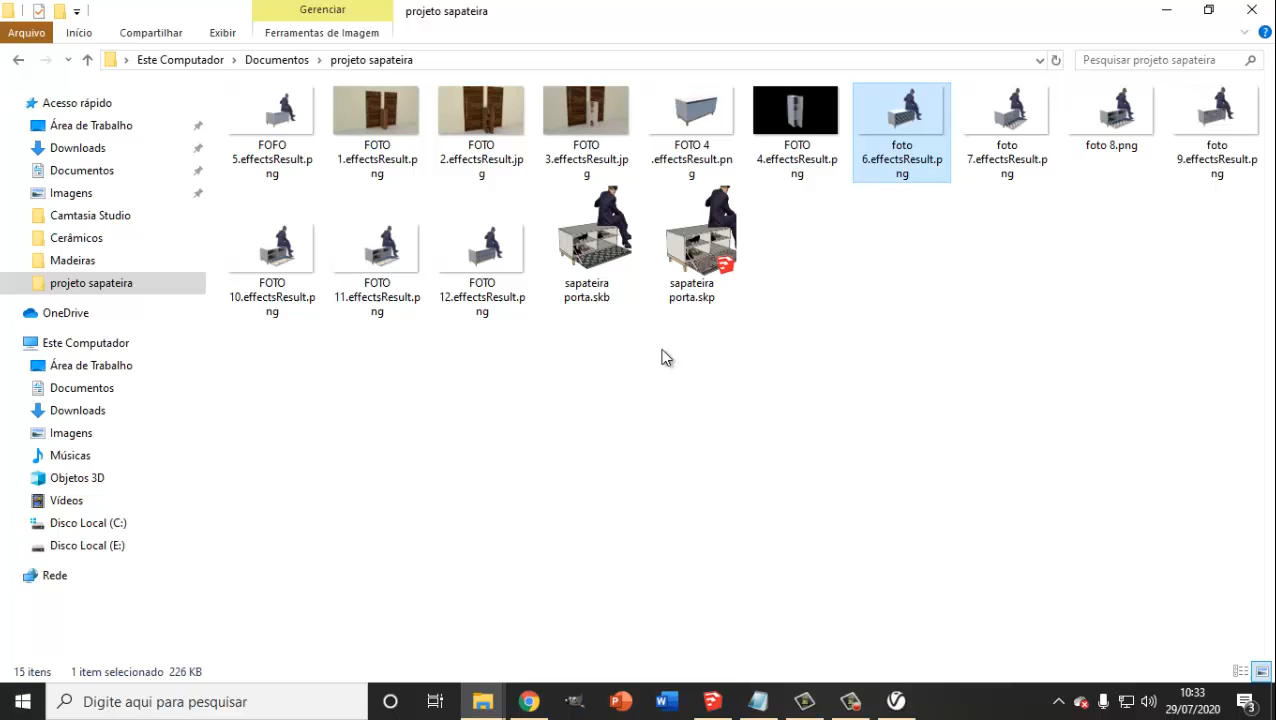 Gerenciar
projeto sapateira
Arquivo
Início
Compartilhar
Exibir
Ferramentas de Imagem
Este Computador
Documentos
projeto sapateira
Pesquisar projeto sapateira
Acesso rápido
Área de Trabalho
Downloads
Documentos
Imagens
Camtasia Studio
Cerâmicos
Madeiras
projeto sapateira
OneDrive
Este Computador
Área de Trabalho
Documentos
Downloads
Imagens
Músicas
Objetos 3D
Vídeos
Disco Local (C:)
Disco Local (E:)
Rede
FOFO
5.effectsResult.p
ng
FOTO
1.effectsResult.p
ng
FOTO
2.effectsResult.jp
g
FOTO
3.effectsResult.jp
g
FOTO 4
.effectsResult.pn
g
FOTO
4.effectsResult.p
ng
foto
6.effectsResult.p
ng
foto
7.effectsResult.p
ng
foto 8.png
foto
9.effectsResult.p
ng
FOTO
10.effectsResult.p
ng
FOTO
11.effectsResult.p
ng
FOTO
12.effectsResult.p
ng
sapateira
porta.skb
sapateira
porta.skp
15 itens
1 item selecionado 226 KB
Digite aqui para pesquisar
10:33
29/07/2020
3